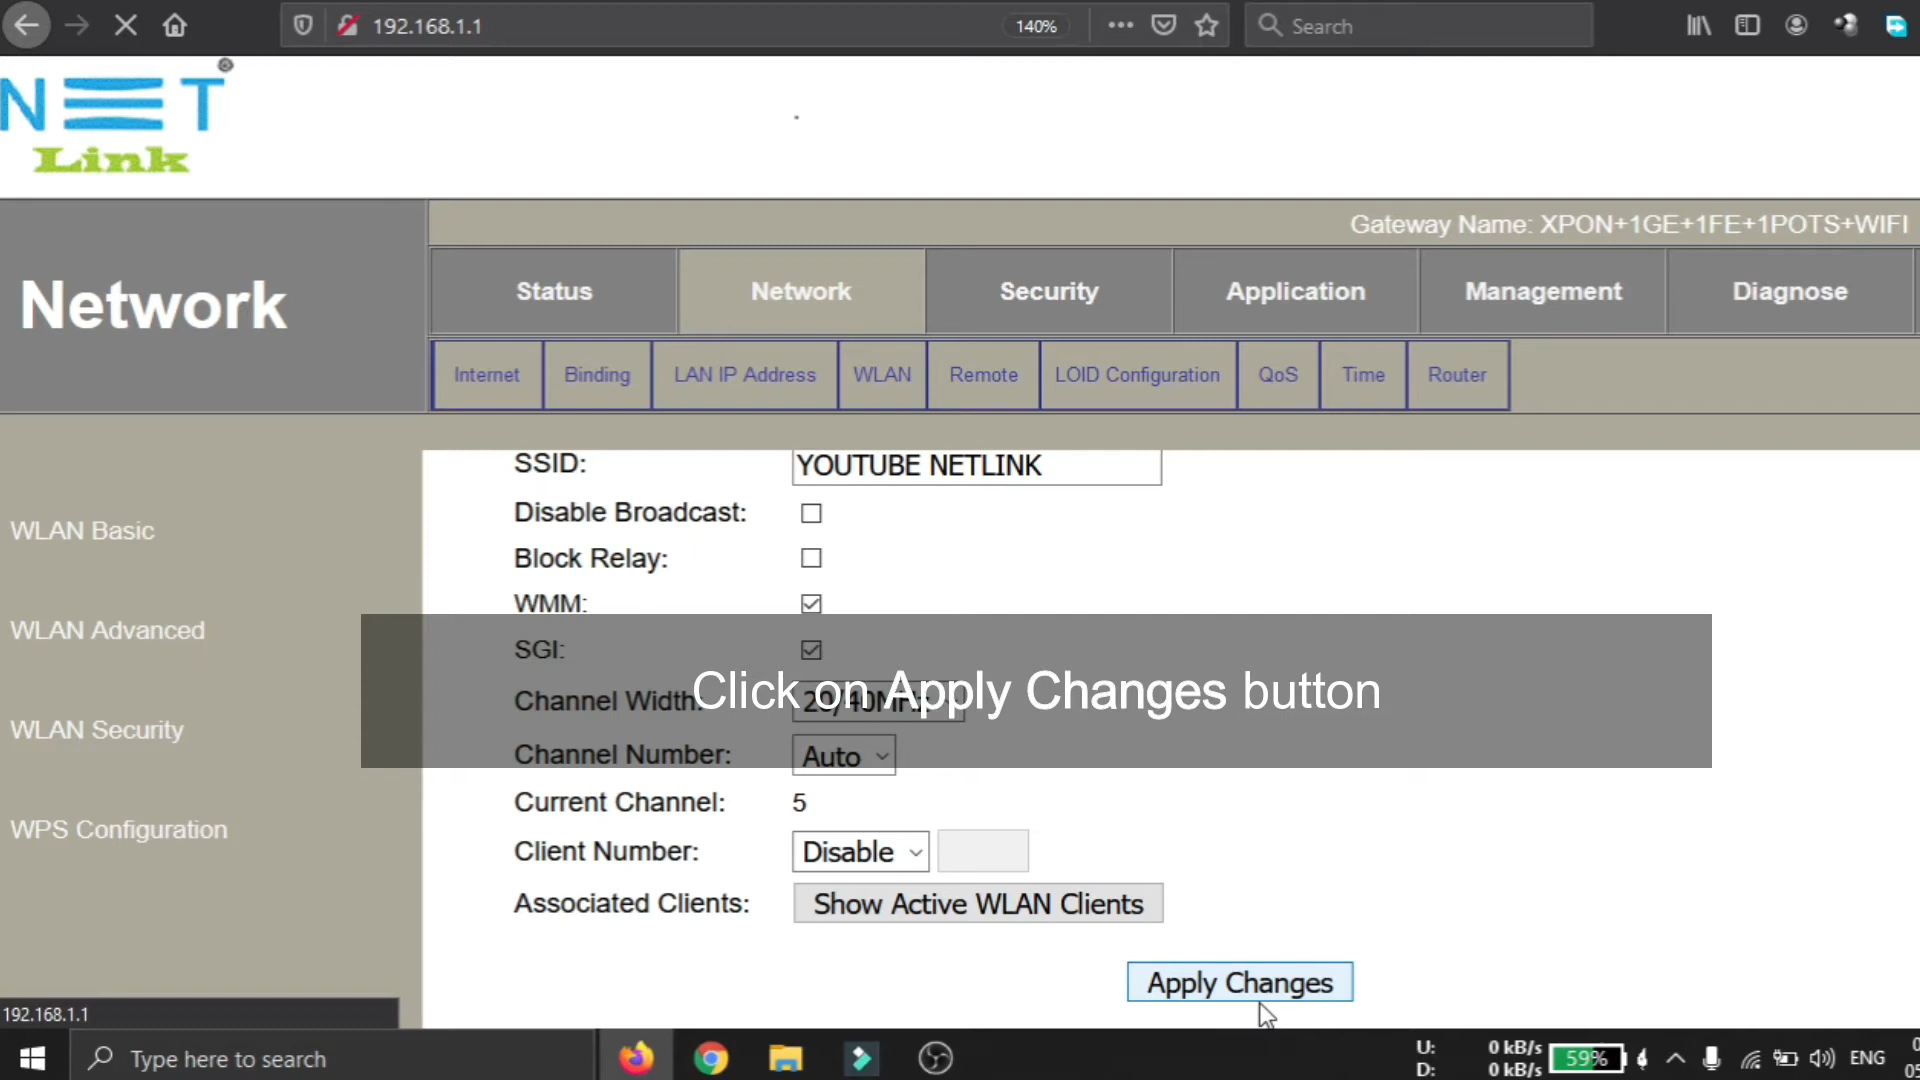 192.168.1.1
140%
Search
NET
Link
Gateway Name: XPON+1GE+1FE+1POTS+WIFI
Network
Status
Network
Security
Application
Management
Diagnose
Internet
Binding
LAN IP Address
WLAN
Remote
LOID Configuration
QoS
Time
Router
WLAN Basic
WLAN Advanced
WLAN Security
WPS Configuration
SSID: YOUTUBE NETLINK
Disable Broadcast:
Block Relay:
WMM:
SGI:
Channel Width: 20/40MHz
Click on Apply Changes button
Channel Number: Auto
Current Channel: 5
Client Number: Disable
Associated Clients: Show Active WLAN Clients
Apply Changes
192.168.1.1
Type here to search
U: 0 kB/s
D: 0 kB/s
59%
ENG